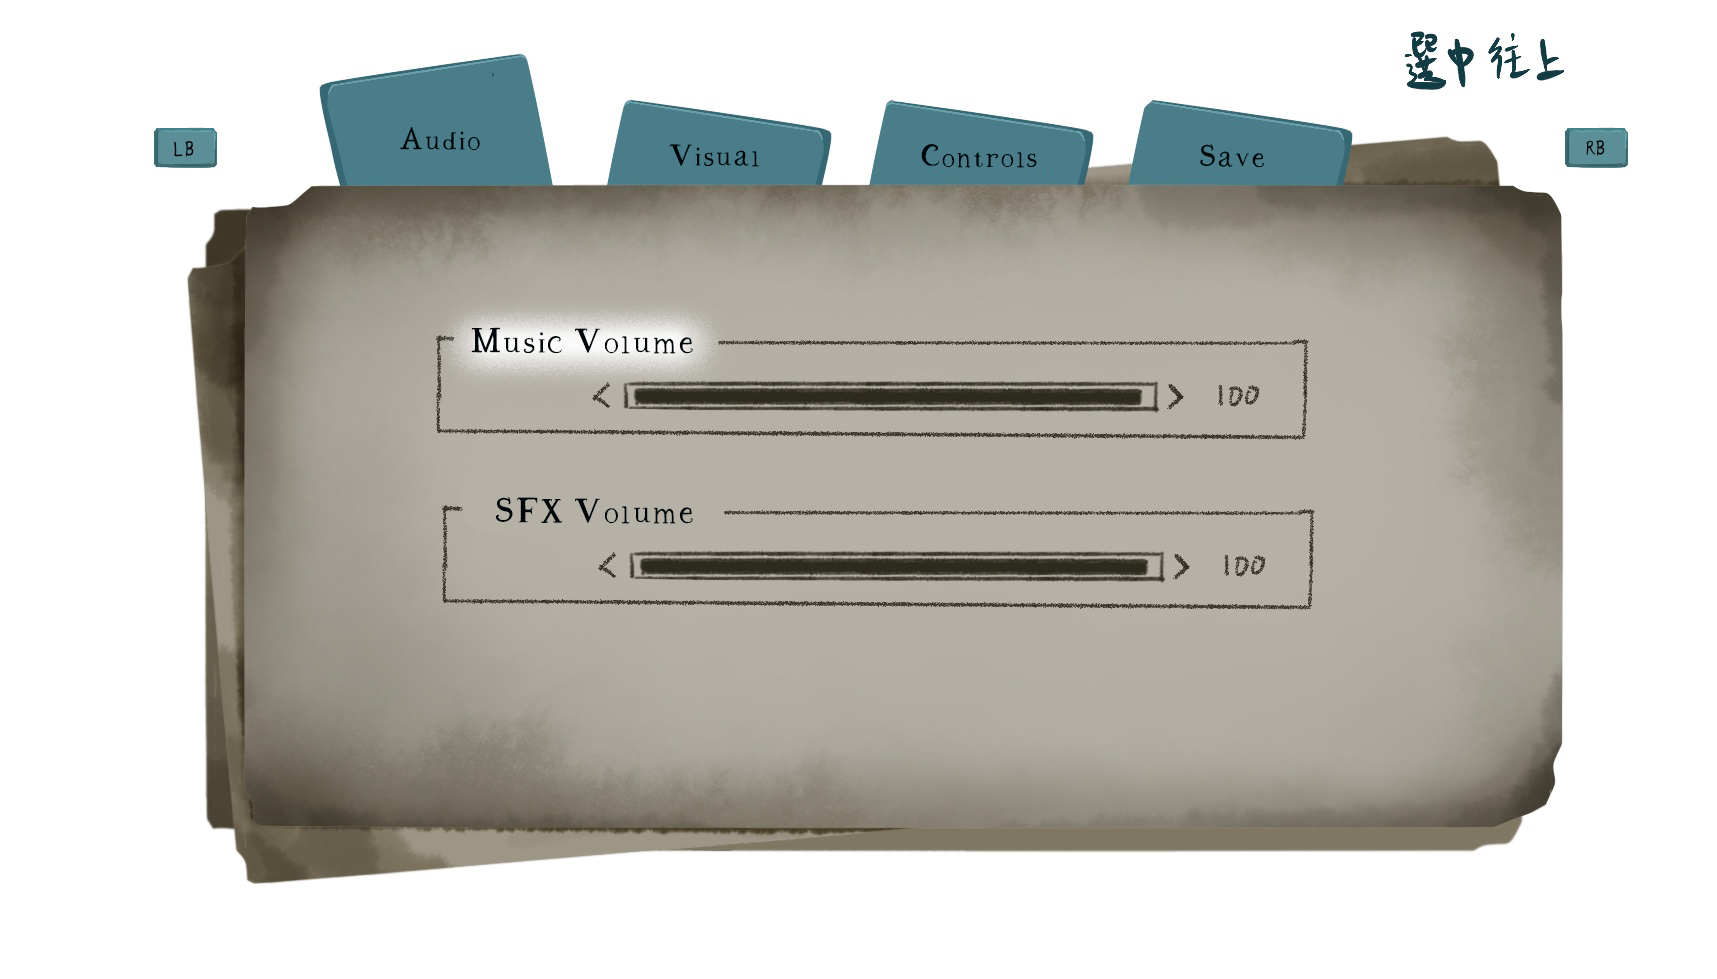 選中往上
LB Audio Visual Controls Save RB
Music Volume
< > 100
SFX Volume
< > 100